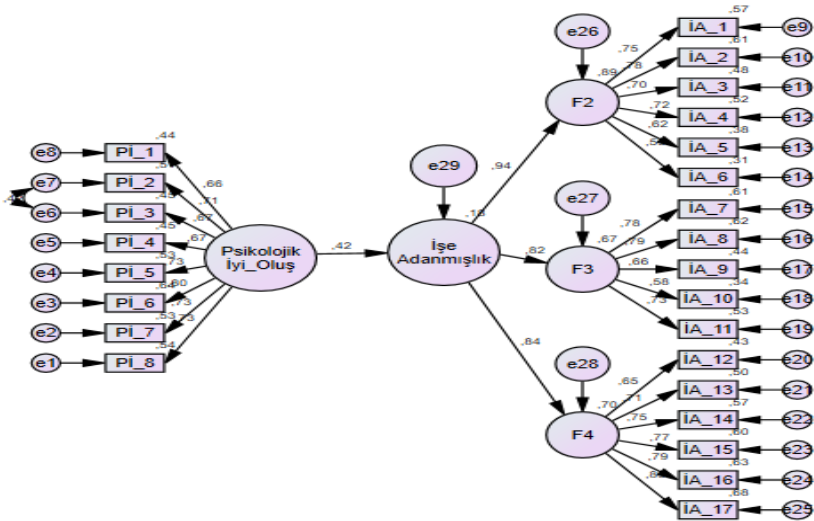 e8
Pİ_1
,44
e7
Pİ_2
e6
Pİ_3
e5
Pİ_4
,45
e4
Pİ_5
,53
e3
Pİ_6
,64
e2
Pİ_7
,53
e1
Pİ_8
,54
,66
,71
,67
,67
,73
,73
,73
Psikolojik
İyi_Oluş
,42
e29
İşe
Adanmışlık
,94
,82
,84
e26
,89
F2
e27
,67
F3
e28
,70
F4
,75
,78
,70
,72
,62
,78
,79
,66
,58
,73
,65
,71
,75
,77
,79
,57
İA_1
e9
,61
İA_2
e10
,48
İA_3
e11
,52
İA_4
e12
,38
İA_5
e13
,31
İA_6
e14
,61
İA_7
e15
,62
İA_8
e16
,44
İA_9
e17
,34
İA_10
e18
,53
İA_11
e19
,43
İA_12
e20
,50
İA_13
e21
,57
İA_14
e22
,60
İA_15
e23
,63
İA_16
e24
,68
İA_17
e25